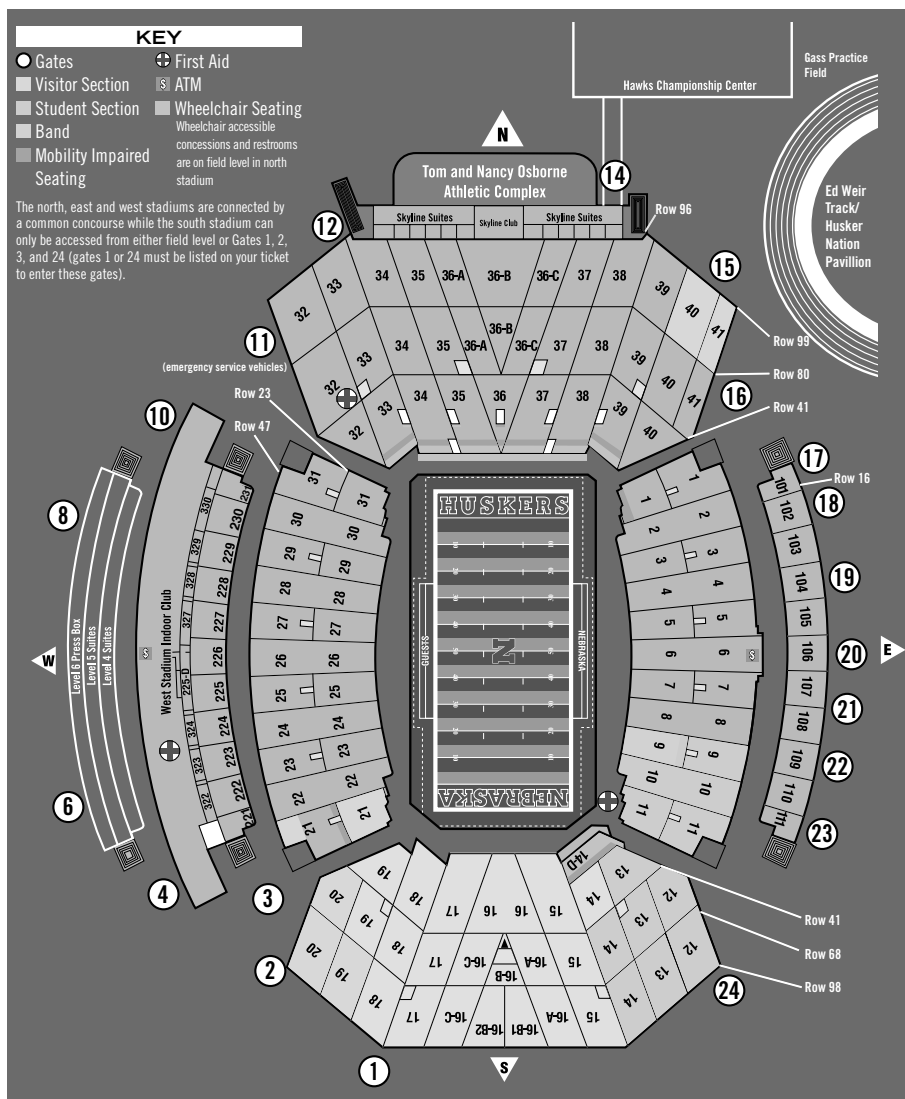 KEY
Gates
First Aid
Visitor Section
$ ATM
Student Section
Wheelchair Seating
Band
Wheelchair accessible
concessions and restrooms
are on field level in north
stadium
Mobility Impaired
Seating
The north, east and west stadiums are connected by
a common concourse while the south stadium can
only be accessed from either field level or Gates 1, 2,
3, and 24 (gates 1 or 24 must be listed on your ticket
to enter these gates).
Hawks Championship Center
Gass Practice
Field
Ed Weir
Track/
Husker
Nation
Pavillion
N
Tom and Nancy Osborne
Athletic Complex
14
12
Skyline Suites
Skyline Club
Skyline Suites
Row 96
15
32 33 34 35 36-A 36-B 36-C 37 38 39 40 41
Row 99
11
(emergency service vehicles)
32 33 34 35 36-A 36-B 36-C 37 38 39 40 41
Row 80
16
32 33 34 35 36 37 38 39 40
Row 41
Row 23
Row 47
10
17
Row 16
18
8
19
W
20
E
21
22
6
23
4
3
Level 6 Press Box
Level 5 Suites
Level 4 Suites
West Stadium Indoor Club
$
330
329
328
327
225-D
324
323
322
231
230
229
228
227
226
225
224
223
222
221
31 31
30 30
29 29
28 28
27 27
26 26
25 25
24 24
23 23
22 22
21 21
HUSKERS
GUESTS
N
NEBRASKA
NEBRASKA
1 1
2 2
3 3
4 4
5 5
6 6 $
7 7
8 8
9 9
10 10
11 11
101
102
103
104
105
106
107
108
109
110
111
20 19 18 17 16 16 15 14-D 14 13 12
Row 41
20 19 18 17 16-C 16-B 16-A 15 14 13 12
Row 68
19 18 17 16-C 16-B2 16-B1 16-A 15 14 13
Row 98
2
24
1
S